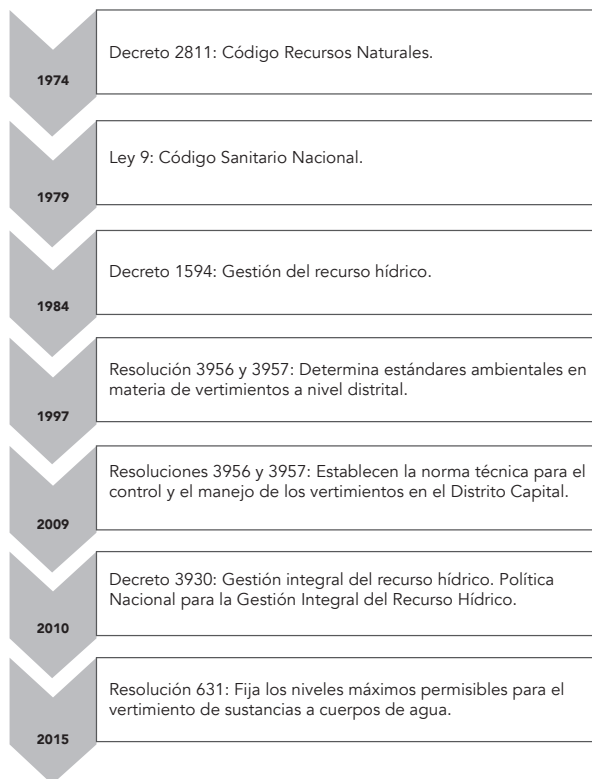 1974
Decreto 2811: Código Recursos Naturales.
1979
Ley 9: Código Sanitario Nacional.
1984
Decreto 1594: Gestión del recurso hídrico.
1997
Resolución 3956 y 3957: Determina estándares ambientales en
materia de vertimientos a nivel distrital.
2009
Resoluciones 3956 y 3957: Establecen la norma técnica para el
control y el manejo de los vertimientos en el Distrito Capital.
2010
Decreto 3930: Gestión integral del recurso hídrico. Política
Nacional para la Gestión Integral del Recurso Hídrico.
2015
Resolución 631: Fija los niveles máximos permisibles para el
vertimiento de sustancias a cuerpos de agua.